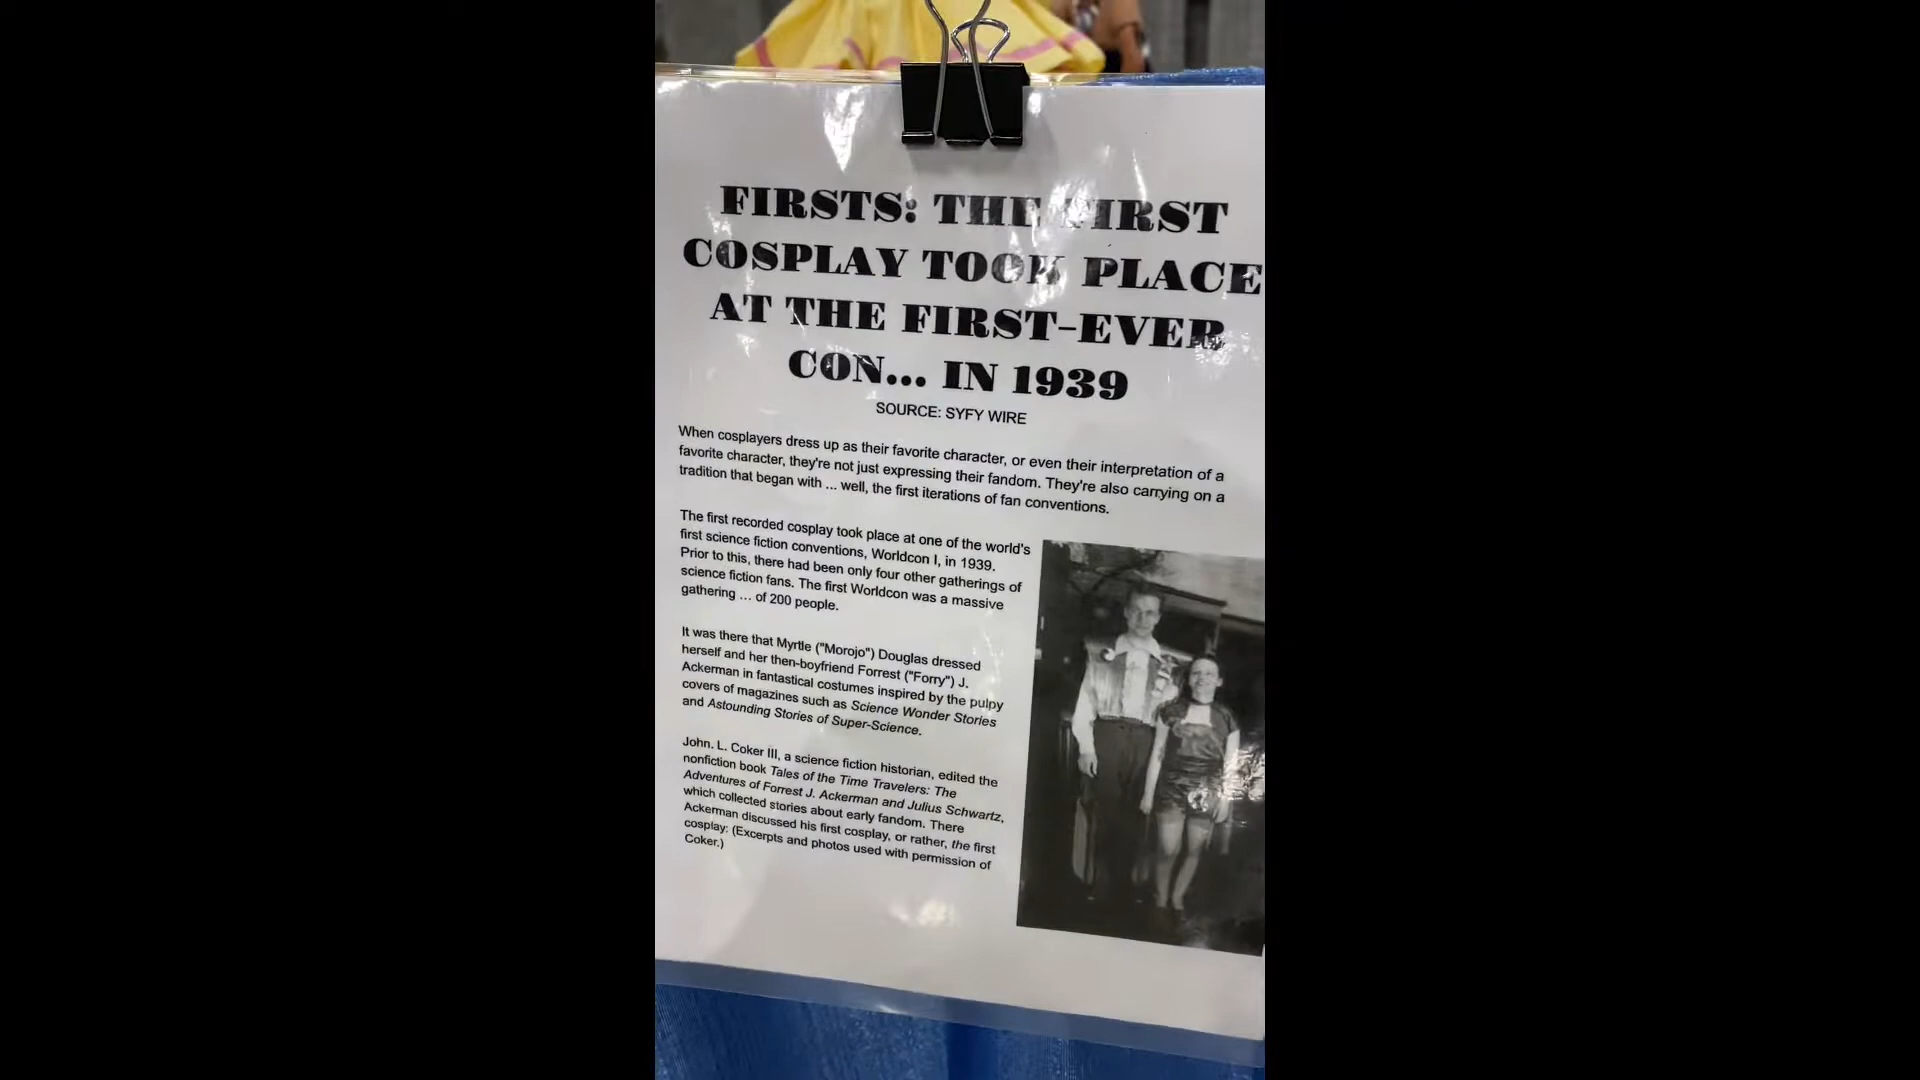 FIRSTS: THE FIRST
COSPLAY TOOK PLACE
AT THE FIRST-EVER
CON... IN 1939
SOURCE: SYFY WIRE
When cosplayers dress up as their favorite character, or even their interpretation of a
favorite character, they're not just expressing their fandom. They're also carrying on a
tradition that began with ... well, the first iterations of fan conventions.
The first recorded cosplay took place at one of the world's
first science fiction conventions, Worldcon I, in 1939.
Prior to this, there had been only four other gatherings of
science fiction fans. The first Worldcon was a massive
gathering ... of 200 people.
It was there that Myrtle ("Morojo") Douglas dressed
herself and her then-boyfriend Forrest ("Forry") J.
Ackerman in fantastical costumes inspired by the pulpy
covers of magazines such as Science Wonder Stories
and Astounding Stories of Super-Science.
John. L. Coker III, a science fiction historian, edited the
nonfiction book Tales of the Time Travelers: The
Adventures of Forrest J. Ackerman and Julius Schwartz,
which collected stories about early fandom. There
Ackerman discussed his first cosplay, or rather, the first
cosplay: (Excerpts and photos used with permission of
Coker.)